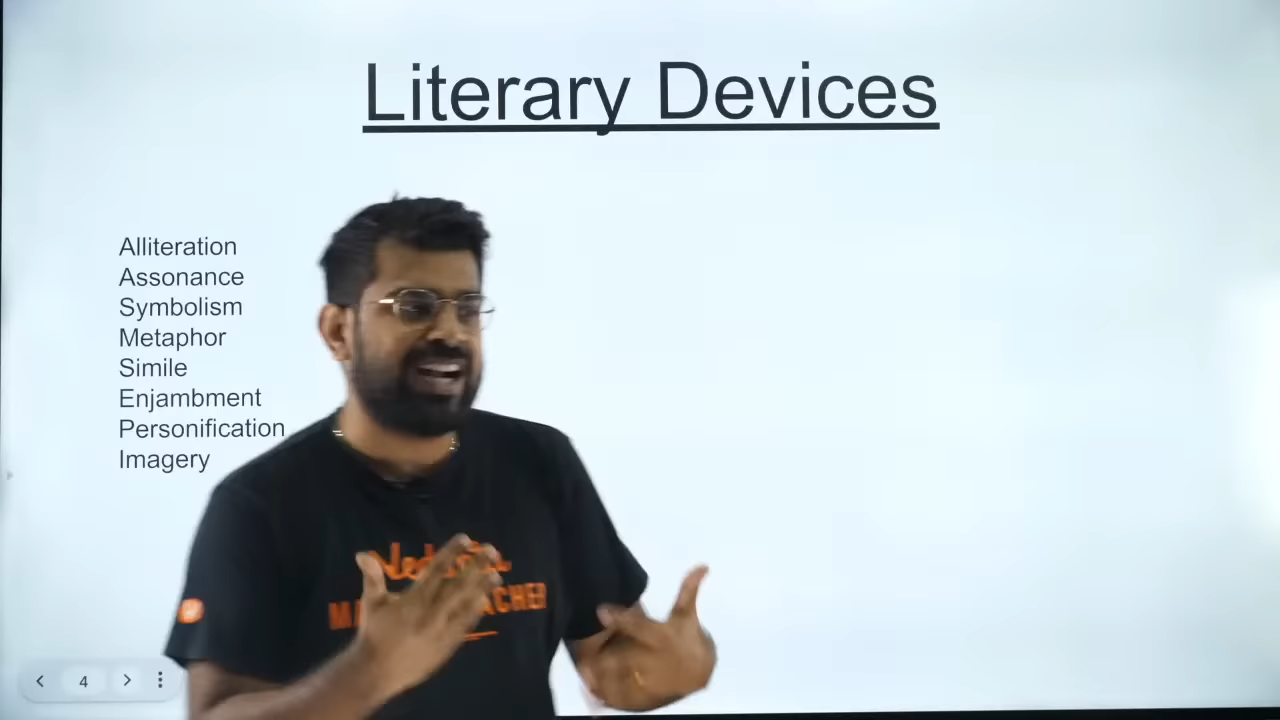 Literary Devices
Alliteration
Assonance
Symbolism
Metaphor
Simile
Enjambment
Personification
Imagery
4